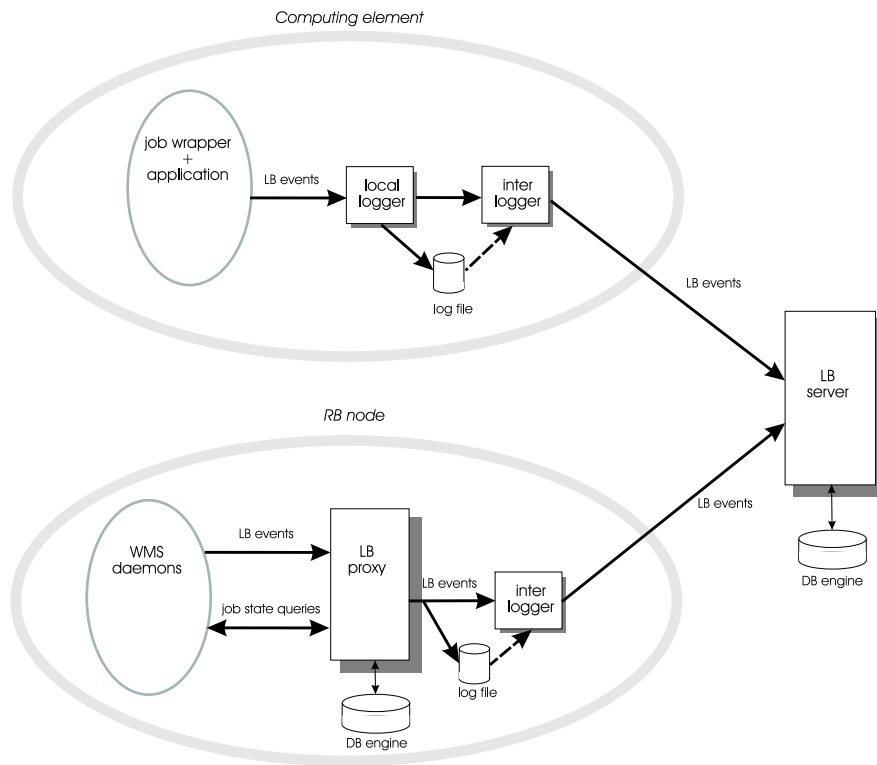 Computing element
job wrapper
+
application
LB events
local
logger
inter
logger
log file
LB events
LB
server
DB engine
RB node
WMS
daemons
LB events
job state queries
LB
proxy
DB engine
LB events
inter
logger
log file
LB events